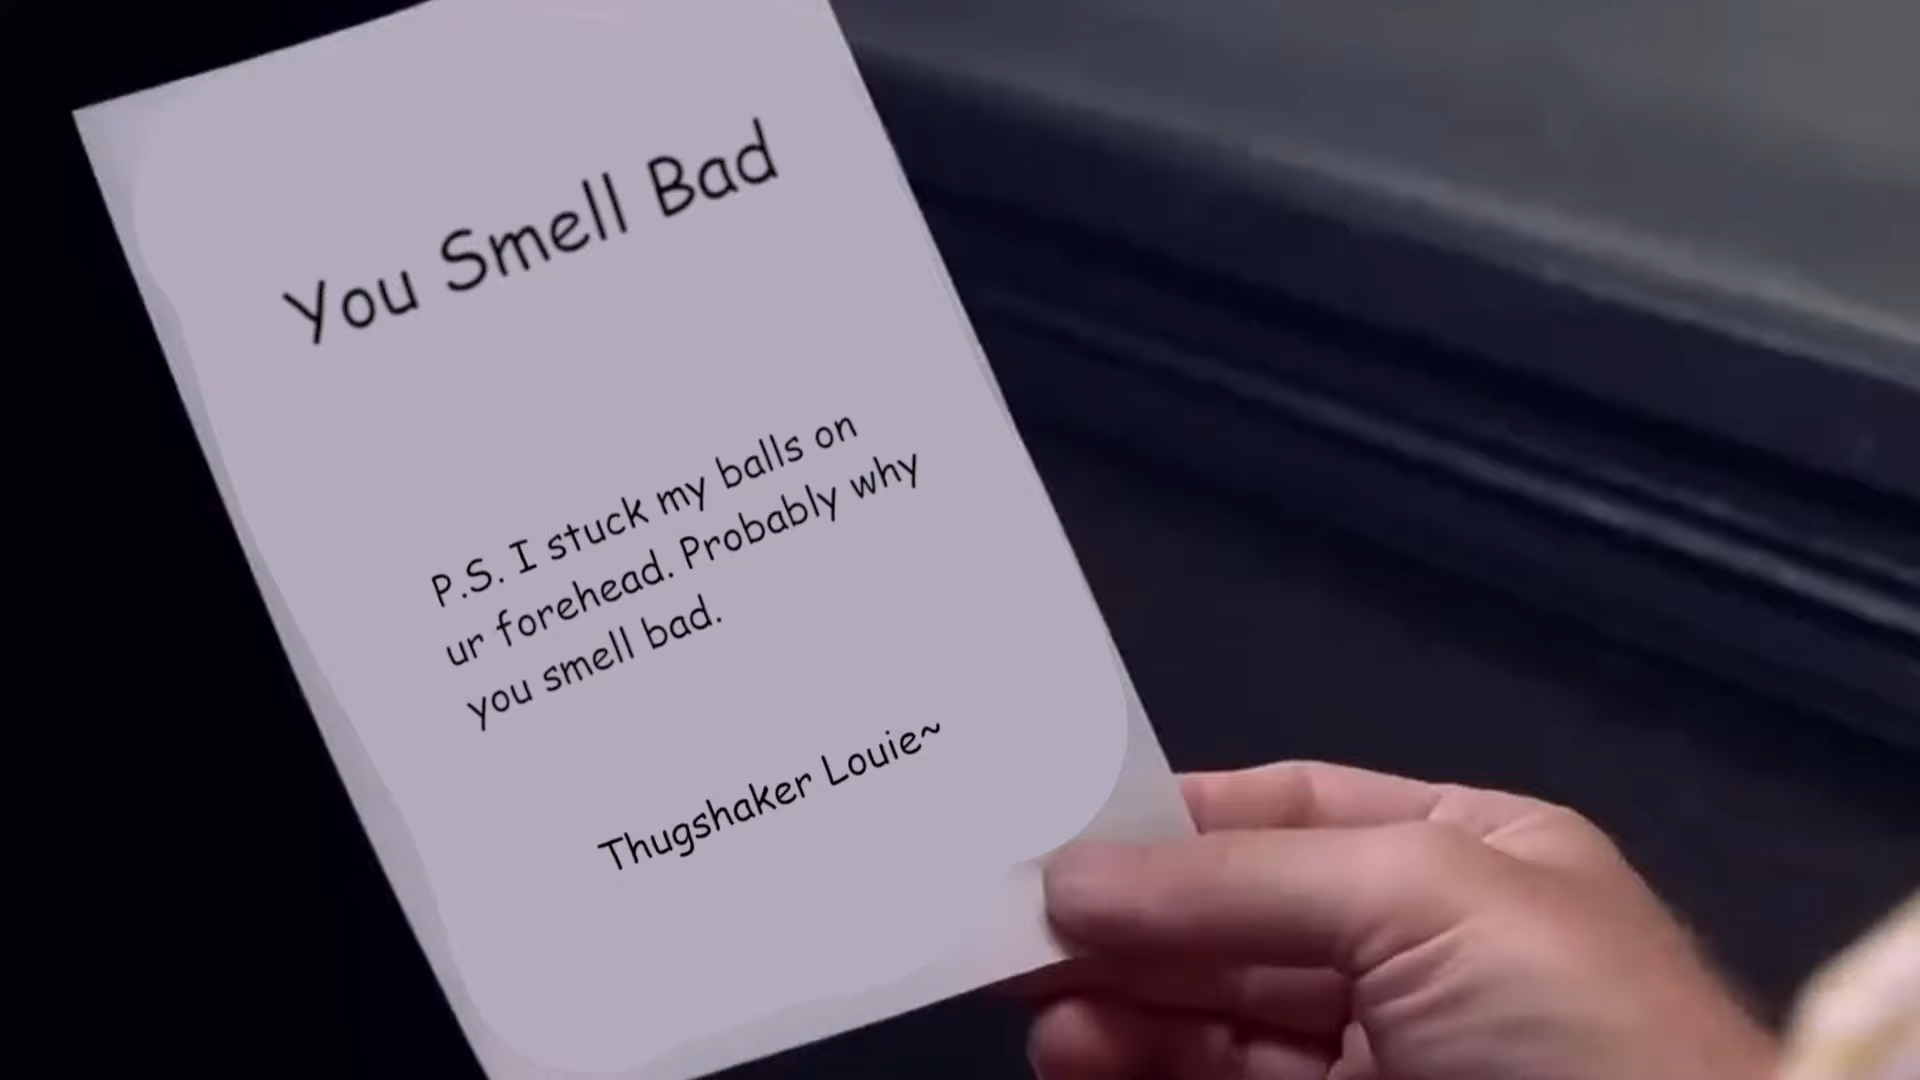 You Smell Bad
P.S. I stuck my balls on
ur forehead. Probably why
you smell bad.
Thugshaker Louie~